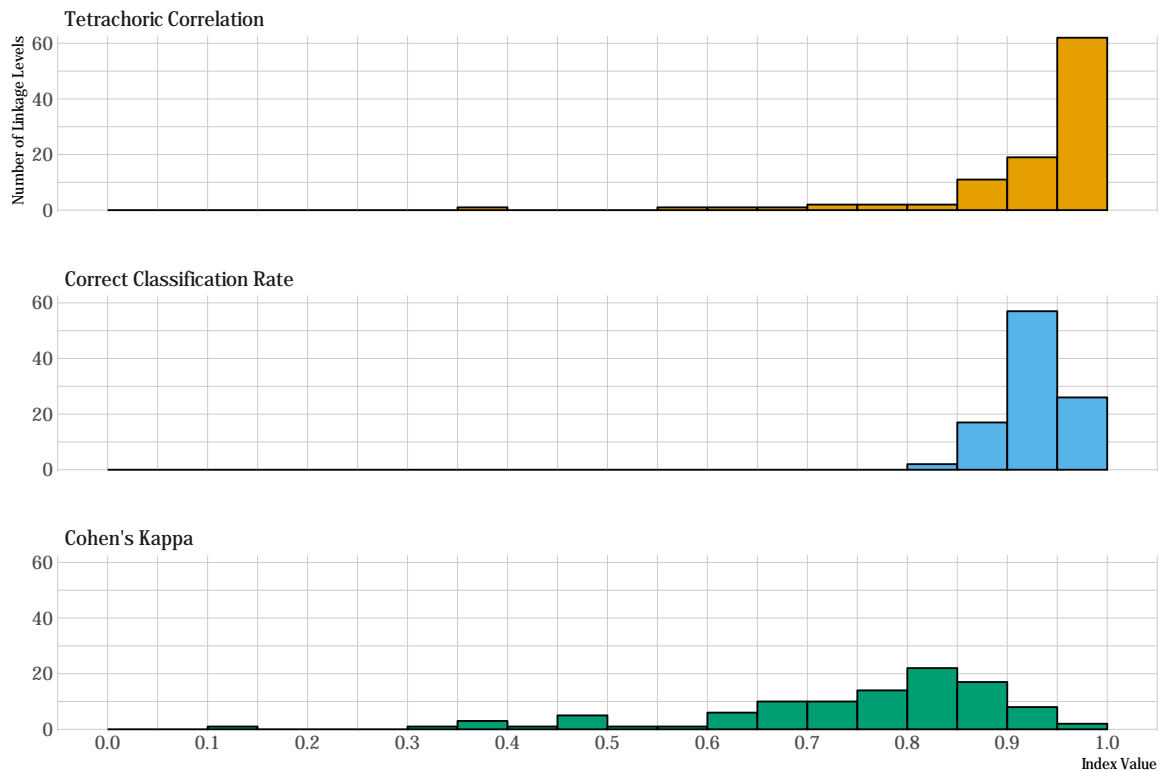 Tetrachoric Correlation
Number of Linkage Levels
60
40
20
0
Correct Classification Rate
60
40
20
0
Cohen's Kappa
60
40
20
0
0.0 0.1 0.2 0.3 0.4 0.5 0.6 0.7 0.8 0.9 1.0
Index Value